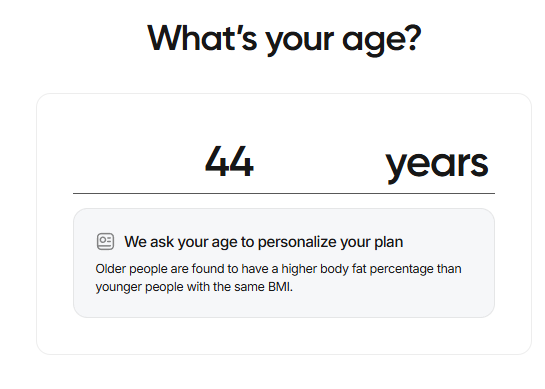 What's your age?
44 years
We ask your age to personalize your plan
Older people are found to have a higher body fat percentage than
younger people with the same BMI.